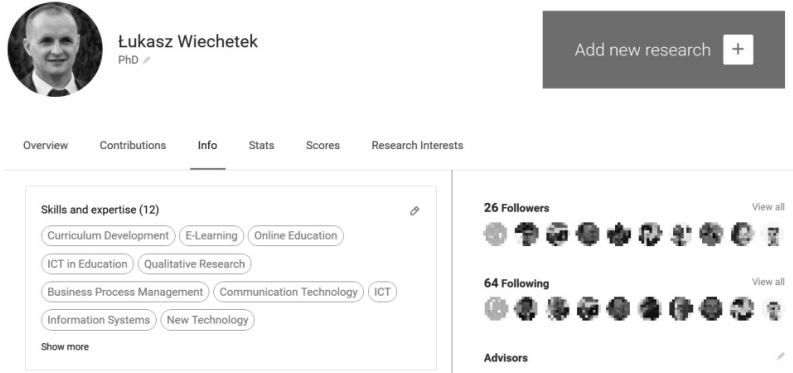 Łukasz Wiechetek
PhD
Add new research +
Overview Contributions Info Stats Scores Research Interests
Skills and expertise (12)
Curriculum Development E-Learning Online Education
ICT in Education Qualitative Research
Business Process Management Communication Technology ICT
Information Systems New Technology
Show more
26 Followers View all
64 Following View all
Advisors